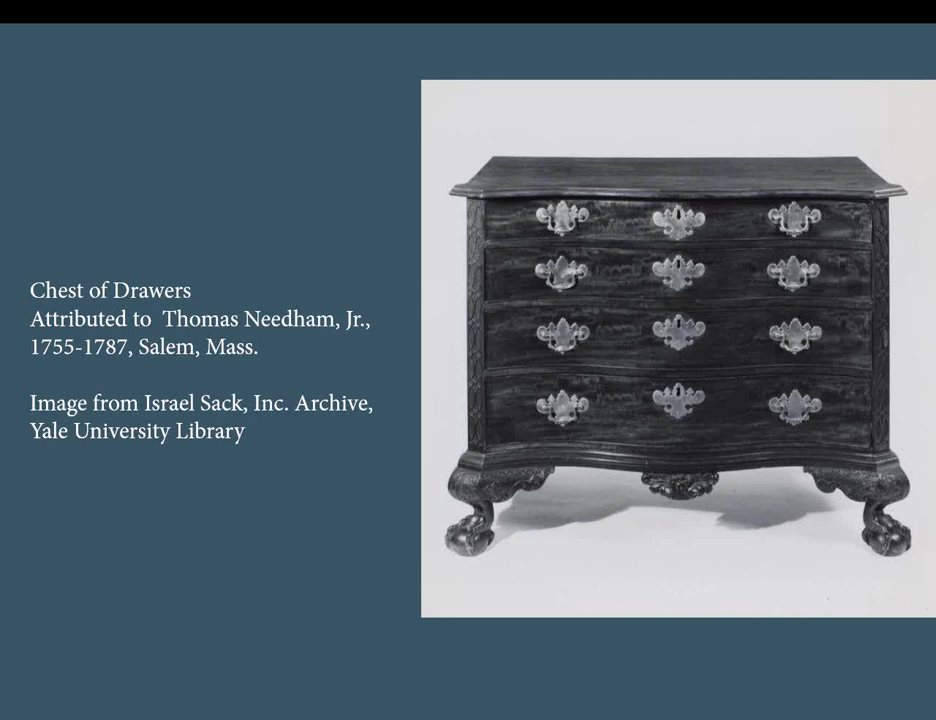 Chest of Drawers
Attributed to Thomas Needham, Jr.,
1755-1787, Salem, Mass.
Image from Israel Sack, Inc. Archive,
Yale University Library